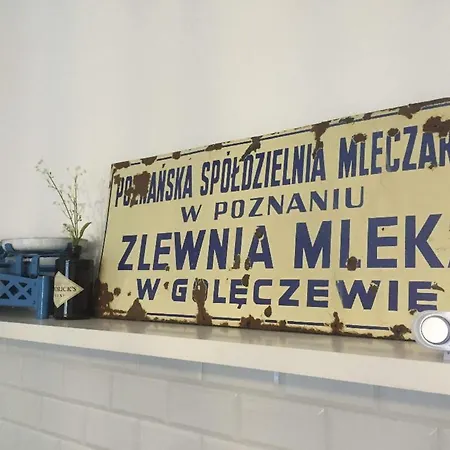 POZNAŃSKA SPÓŁDZIELNIA MLECZAR
W POZNANIU
ZLEWNIA MLEKA
W GOLĘCZEWIE